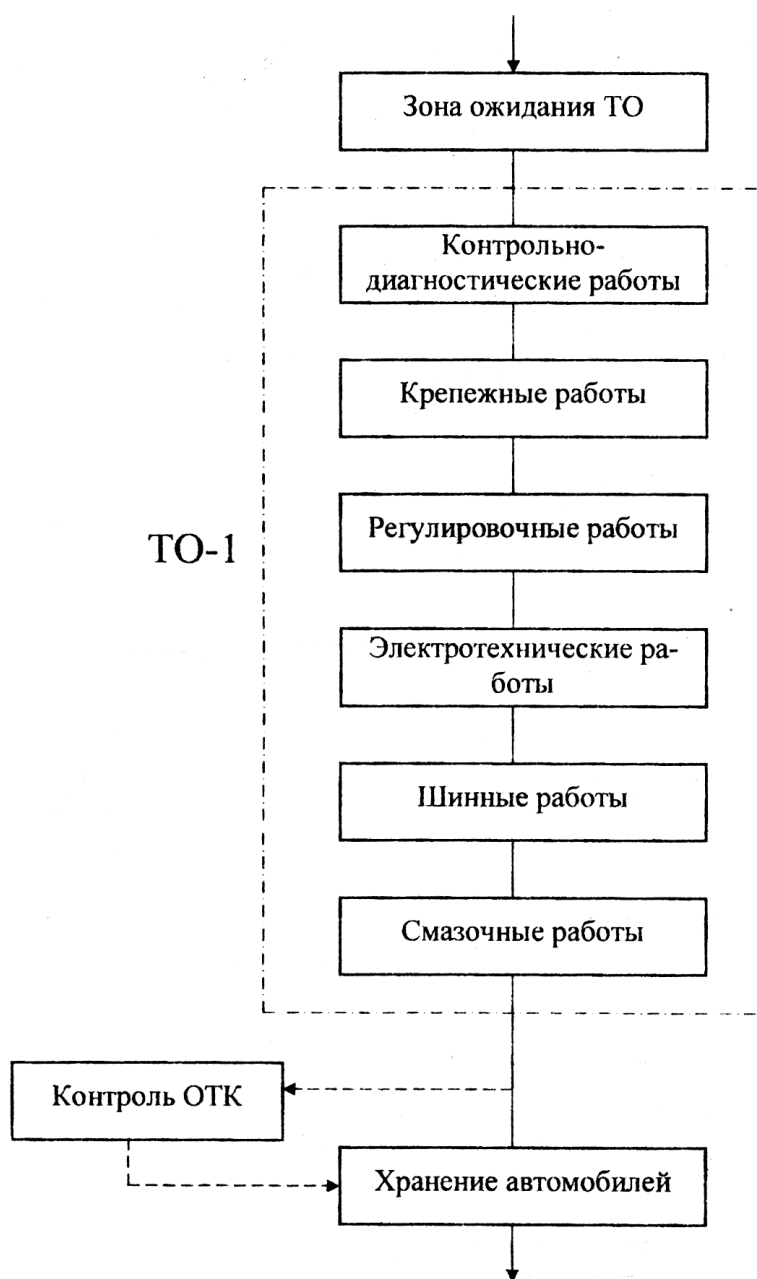 Зона ожидания ТО
Контрольно-
диагностические работы
Крепежные работы
Регулировочные работы
ТО-1
Электротехнические ра-
боты
Шинные работы
Смазочные работы
Контроль ОТК
Хранение автомобилей